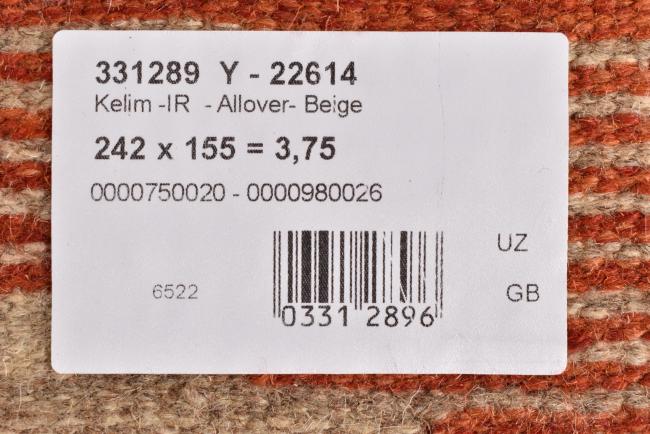 331289 Y - 22614
Kelim -IR - Allover- Beige
242 x 155 = 3,75
0000750020 - 0000980026
UZ
6522
GB
0331 2896